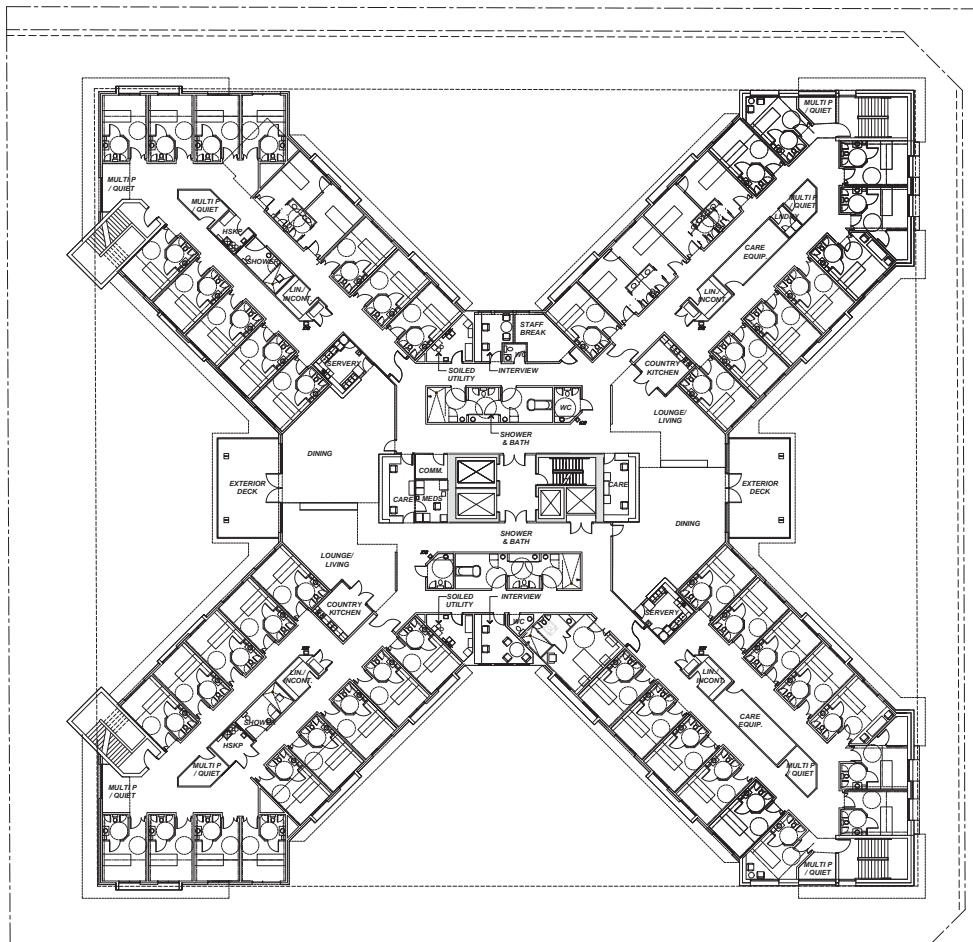 MULTI P
/ QUIET
MULTI P
/ QUIET
MULTI P
/ QUIET
HSKP
SHOWER
LIN./
INCONT.
SERVERY
SOILED
UTILITY
INTERVIEW
STAFF
BREAK
WC
MULTI P
/ QUIET
LNDRY
CARE
EQUIP.
LIN./
INCONT.
COUNTRY
KITCHEN
LOUNGE/
LIVING
WC
SHOWER
& BATH
DINING
EXTERIOR
DECK
COMM.
CARE
MEDS
CARE
DINING
EXTERIOR
DECK
SHOWER
& BATH
LOUNGE/
LIVING
COUNTRY
KITCHEN
SOILED
UTILITY
INTERVIEW
WC
SERVERY
LIN./
INCONT.
SHOWER
HSKP
MULTI P
/ QUIET
MULTI P
/ QUIET
LIN./
INCONT.
CARE
EQUIP.
MULTI P
/ QUIET
MULTI P
/ QUIET